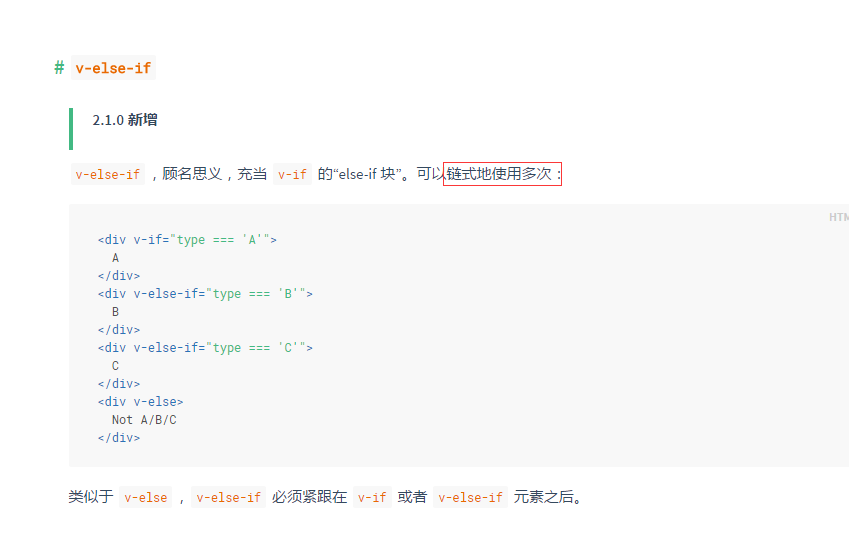 # v-else-if
2.1.0 新增
v-else-if ，顾名思义，充当 v-if 的“else-if 块”。可以链式地使用多次：
HTM
<div v-if="type === 'A'">
A
</div>
<div v-else-if="type === 'B'">
B
</div>
<div v-else-if="type === 'C'">
C
</div>
<div v-else>
Not A/B/C
</div>
类似于 v-else ，v-else-if 必须紧跟在 v-if 或者 v-else-if 元素之后。